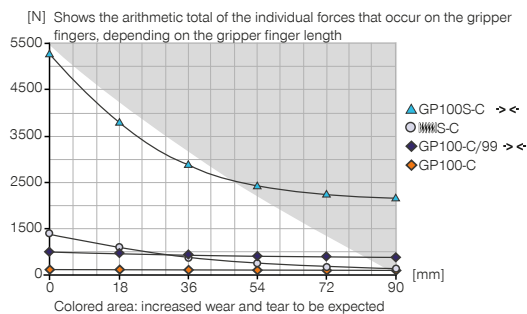 [N] Shows the arithmetic total of the individual forces that occur on the gripper
fingers, depending on the gripper finger length
5500
4500
3500
2500
1500
0
0 18 36 54 72 90
[mm]
GP100S-C
S-C
GP100-C/99
GP100-C
Colored area: increased wear and tear to be expected